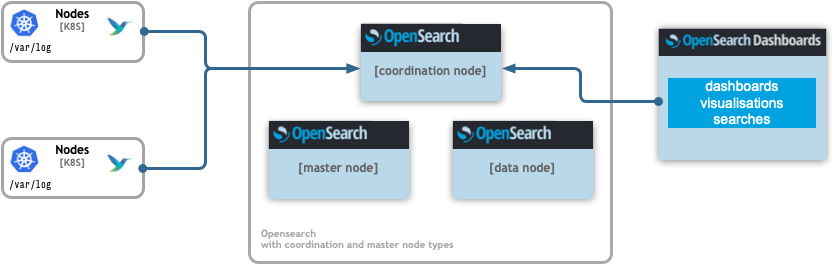 Nodes
[K8S]
/var/log
Nodes
[K8S]
/var/log
OpenSearch
[coordination node]
OpenSearch
[master node]
OpenSearch
[data node]
Opensearch
with coordination and master node types
OpenSearch Dashboards
dashboards
visualisations
searches